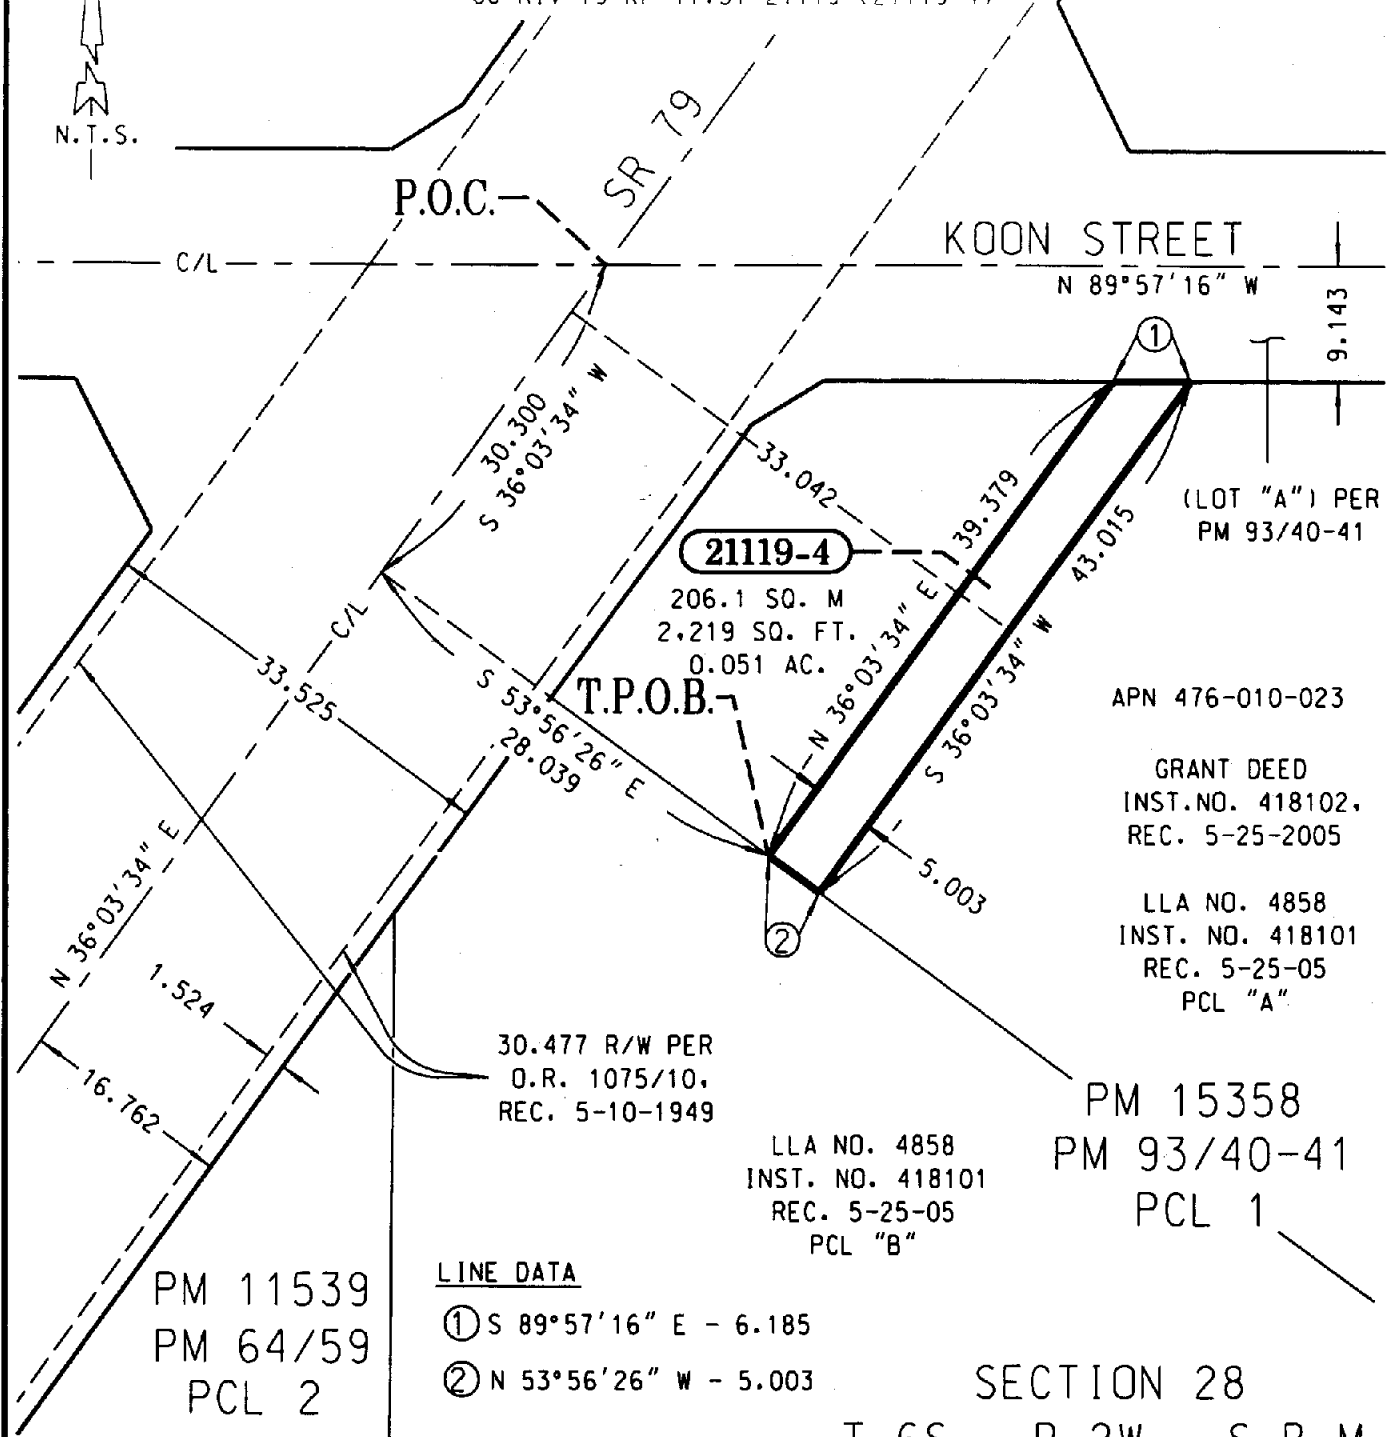 N.T.S.
SR 79
P.O.C.
C/L
KOON STREET
N 89°57'16" W
9.143
1
30.300
S 36°03'34" W
33.042
39.379
N 36°03'34" E
43.015
S 36°03'34" W
(LOT "A") PER
PM 93/40-41
21119-4
206.1 SQ. M
2,219 SQ. FT.
0.051 AC.
C/L
33.525
S 53°56'26" E
28.039
T.P.O.B.
APN 476-010-023
GRANT DEED
INST.NO. 418102,
REC. 5-25-2005
5.003
2
LLA NO. 4858
INST. NO. 418101
REC. 5-25-05
PCL "A"
N 36°03'34" E
1.524
16.762
30.477 R/W PER
O.R. 1075/10,
REC. 5-10-1949
PM 15358
PM 93/40-41
PCL 1
LLA NO. 4858
INST. NO. 418101
REC. 5-25-05
PCL "B"
PM 11539
PM 64/59
PCL 2
LINE DATA
1 S 89°57'16" E - 6.185
2 N 53°56'26" W - 5.003
SECTION 28